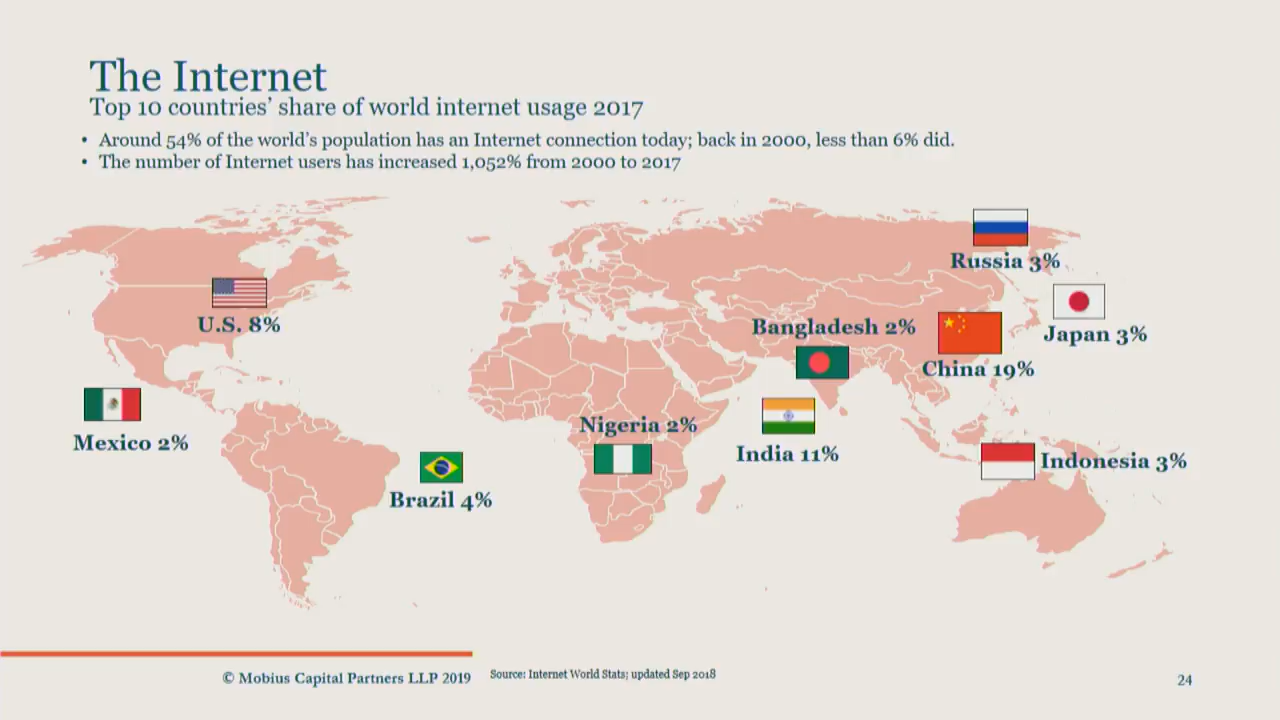 The Internet
Top 10 countries' share of world internet usage 2017
• Around 54% of the world's population has an Internet connection today; back in 2000, less than 6% did.
• The number of Internet users has increased 1,052% from 2000 to 2017
Russia 3%
U.S. 8%
Bangladesh 2%
Japan 3%
China 19%
Mexico 2%
Nigeria 2%
India 11%
Indonesia 3%
Brazil 4%
© Mobius Capital Partners LLP 2019
Source: Internet World Stats; updated Sep 2018
24